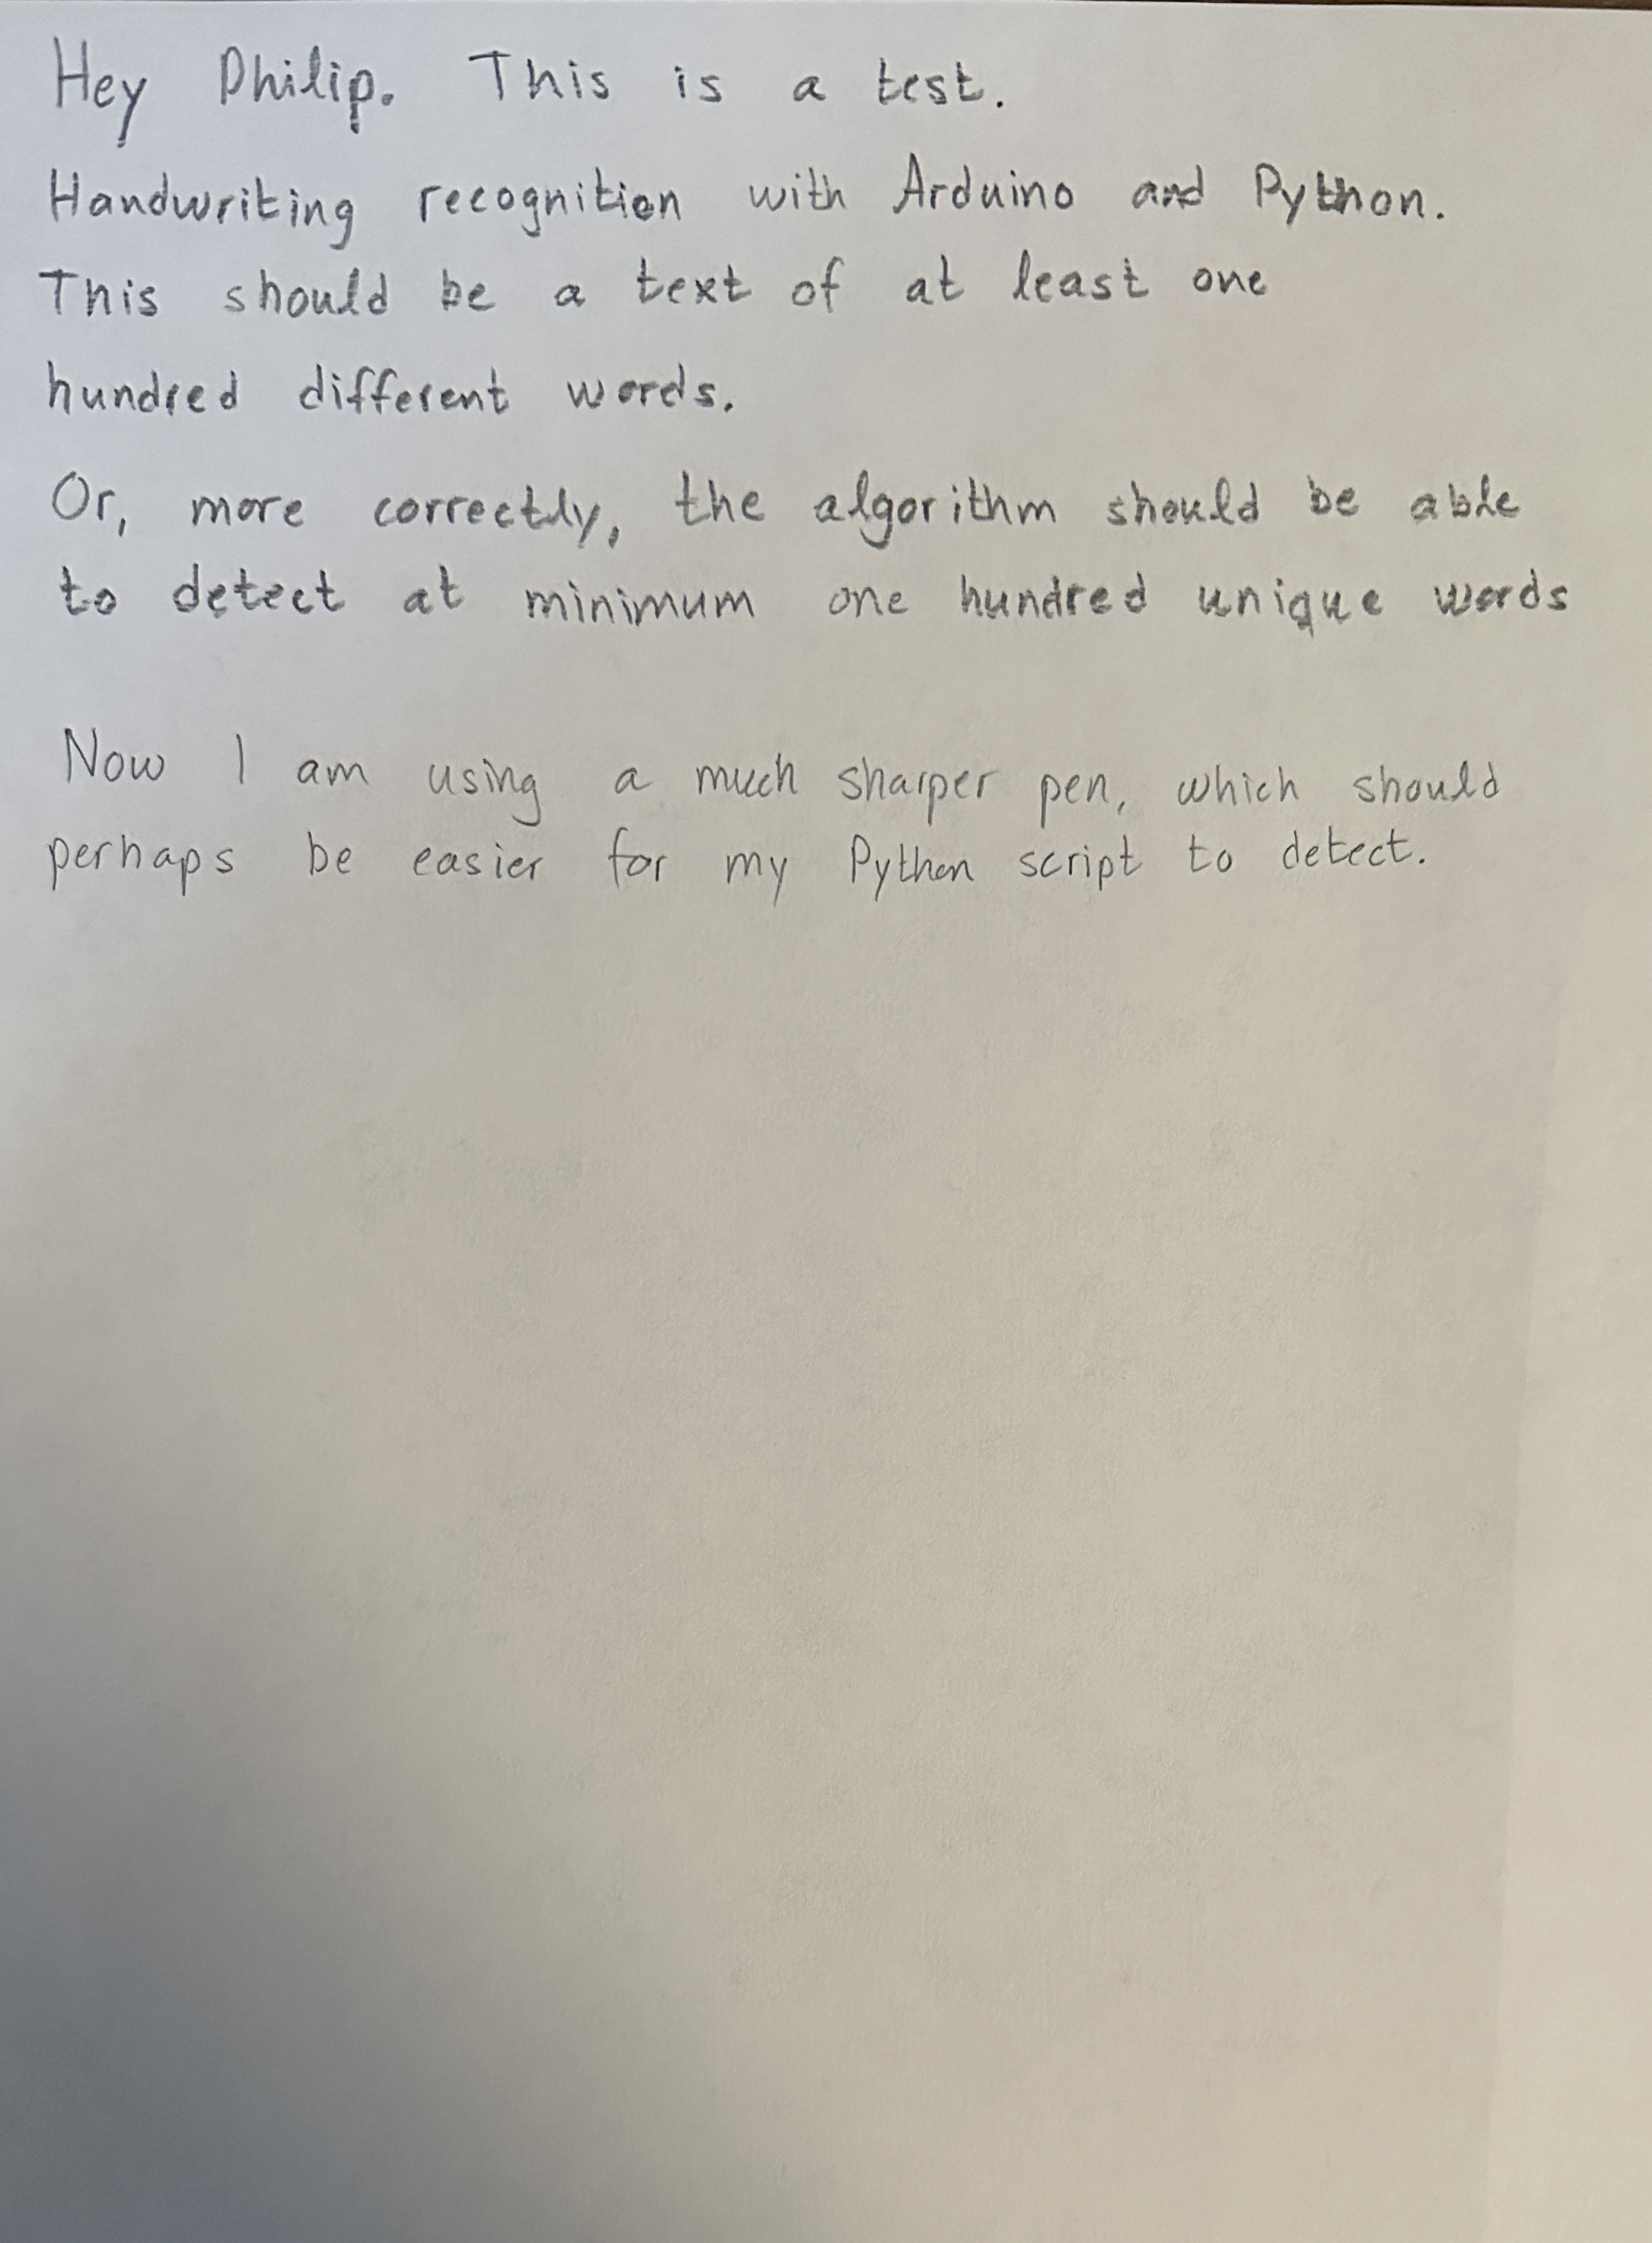 Hey Philip. This is a test.
Handwriting recognition with Arduino and Python.
This should be a text of at least one
hundred different words.
Or, more correctly, the algorithm should be able
to detect at minimum one hundred unique words
Now I am using a much sharper pen, which should
perhaps be easier for my Python script to detect.